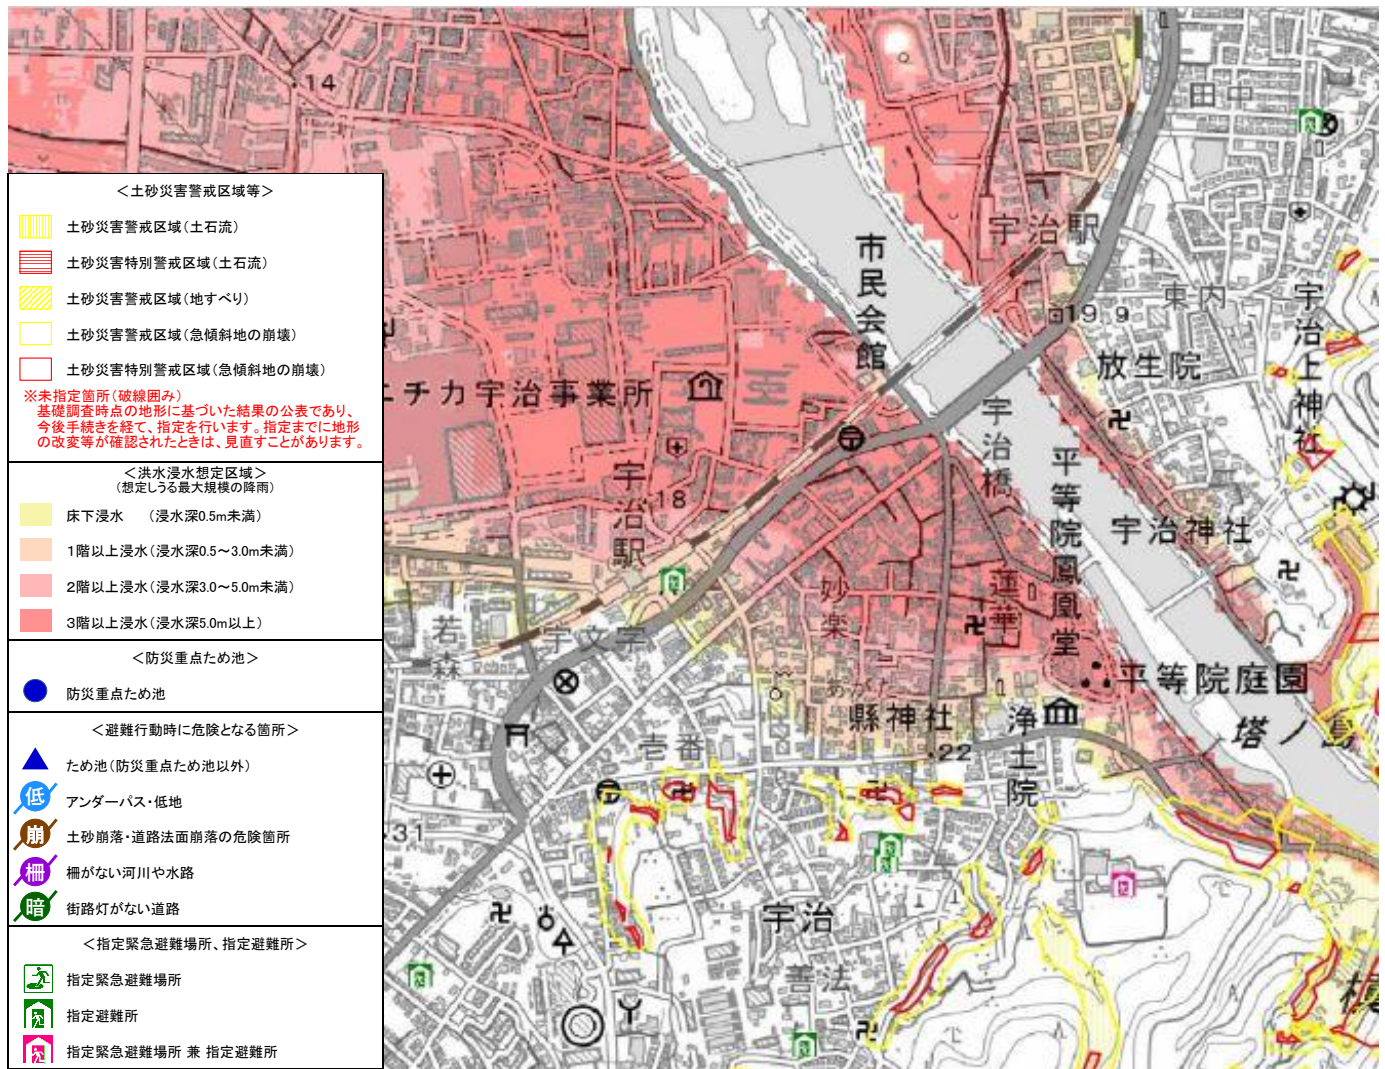 ＜土砂災害警戒区域等＞
土砂災害警戒区域（土石流）
土砂災害特別警戒区域（土石流）
土砂災害警戒区域（地すべり）
土砂災害警戒区域（急傾斜地の崩壊）
土砂災害特別警戒区域（急傾斜地の崩壊）
※未指定箇所（破線囲み）
基礎調査時点の地形に基づいた結果の公表であり、
今後手続きを経て、指定を行います。指定までに地形
の改変等が確認されたときは、見直すことがあります。
＜洪水浸水想定区域＞
（想定しうる最大規模の降雨）
床下浸水　（浸水深0.5m未満）
1階以上浸水（浸水深0.5～3.0m未満）
2階以上浸水（浸水深3.0～5.0m未満）
3階以上浸水（浸水深5.0m以上）
＜防災重点ため池＞
防災重点ため池
＜避難行動時に危険となる箇所＞
ため池（防災重点ため池以外）
低
アンダーパス・低地
崩
土砂崩落・道路法面崩落の危険箇所
柵
柵がない河川や水路
暗
街路灯がない道路
＜指定緊急避難場所、指定避難所＞
指定緊急避難場所
指定避難所
指定緊急避難場所 兼 指定避難所
14
田中
宇治駅
市民会館
19.9
東内
宇治上神社
放生院
ニチカ宇治事業所
宇治橋
平等院鳳凰堂
宇治駅
18
宇治神社
妙楽
蓮華
若森
宇文字
平等院庭園
あがた
縣神社
浄土院
塔ノ島
壱番
22
31
宇治
善法